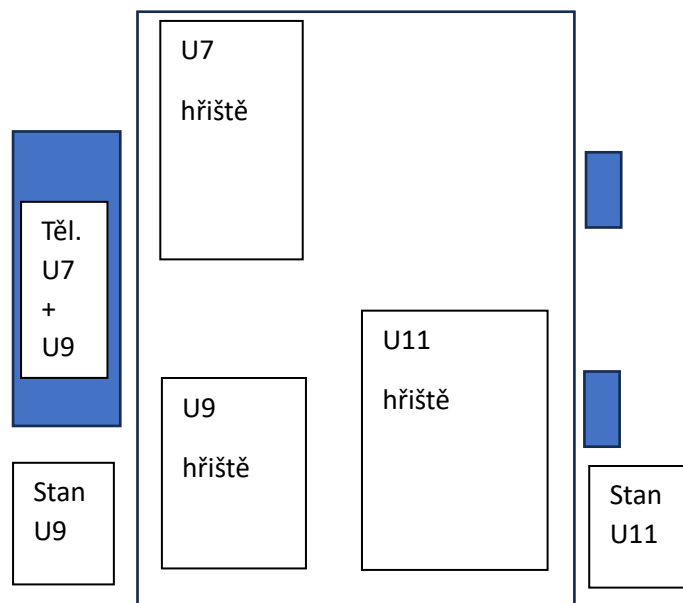 U7
hřiště
Těl.
U7
+
U9
U11
hřiště
U9
hřiště
Stan
U9
Stan
U11